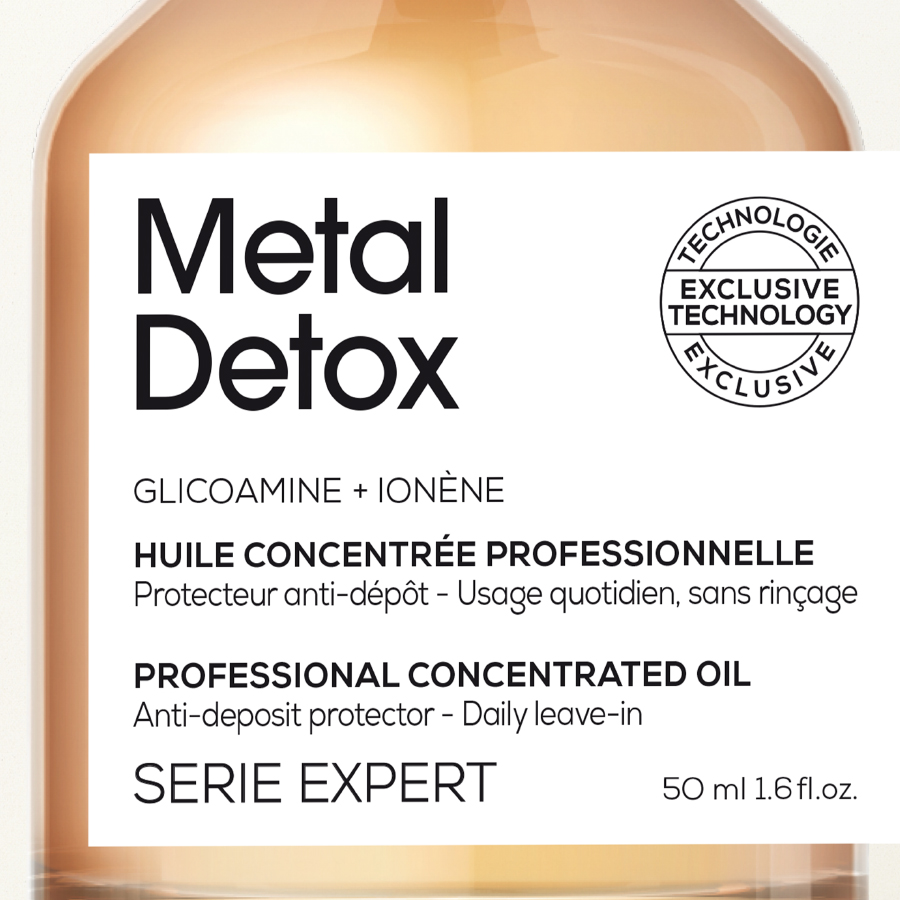 Metal
Detox
TECHNOLOGIE
EXCLUSIVE
TECHNOLOGY
EXCLUSIVE
GLICOAMINE + IONÈNE
HUILE CONCENTRÉE PROFESSIONNELLE
Protecteur anti-dépôt - Usage quotidien, sans rinçage
PROFESSIONAL CONCENTRATED OIL
Anti-deposit protector - Daily leave-in
SERIE EXPERT
50 ml 1.6 fl.oz.